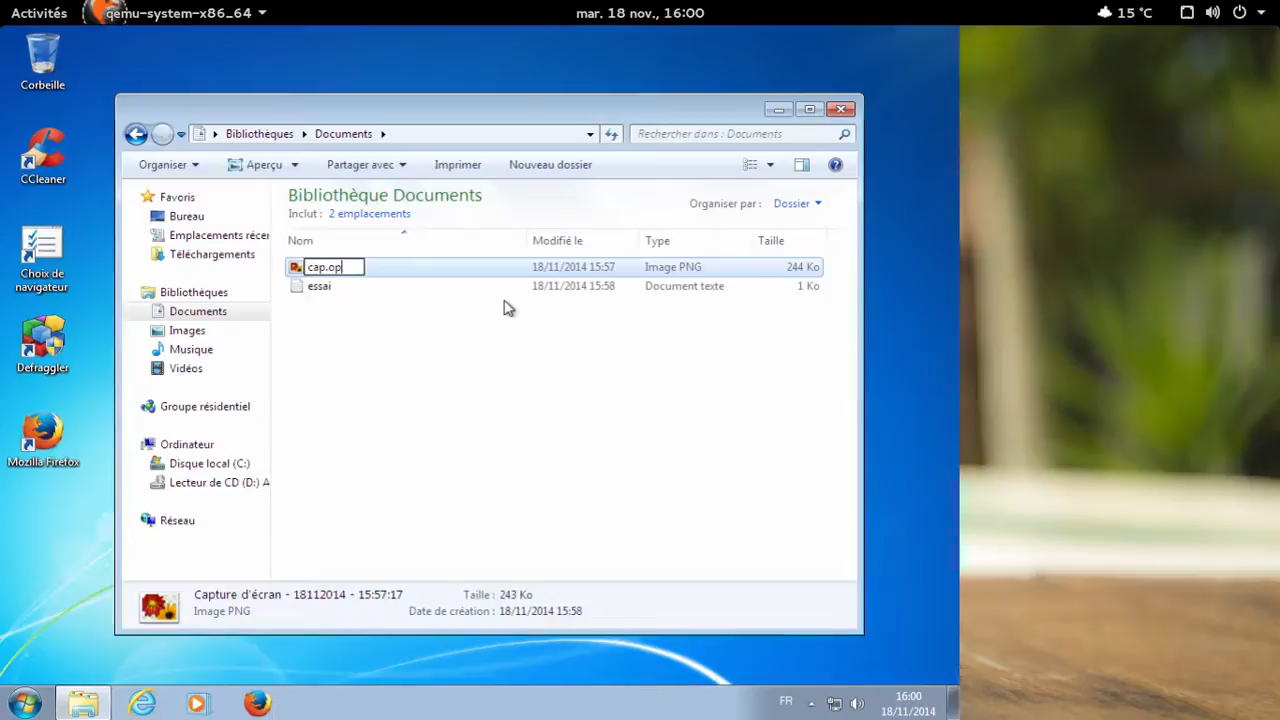 Activités
qemu-system-x86_64
mar. 18 nov., 16:00
15 °C
Corbeille
CCleaner
Choix de
navigateur
Defraggler
Mozilla Firefox
Bibliothèques
Documents
Rechercher dans : Documents
Organiser
Aperçu
Partager avec
Imprimer
Nouveau dossier
Favoris
Bureau
Emplacements récer
Téléchargements
Bibliothèques
Documents
Images
Musique
Vidéos
Groupe résidentiel
Ordinateur
Disque local (C:)
Lecteur de CD (D:) A
Réseau
Bibliothèque Documents
Inclut : 2 emplacements
Organiser par : Dossier
Nom Modifié le Type Taille
cap.op 18/11/2014 15:57 Image PNG 244 Ko
essai 18/11/2014 15:58 Document texte 1 Ko
Capture d'écran - 18112014 - 15:57:17
Image PNG
Taille : 243 Ko
Date de création : 18/11/2014 15:58
FR
16:00
18/11/2014